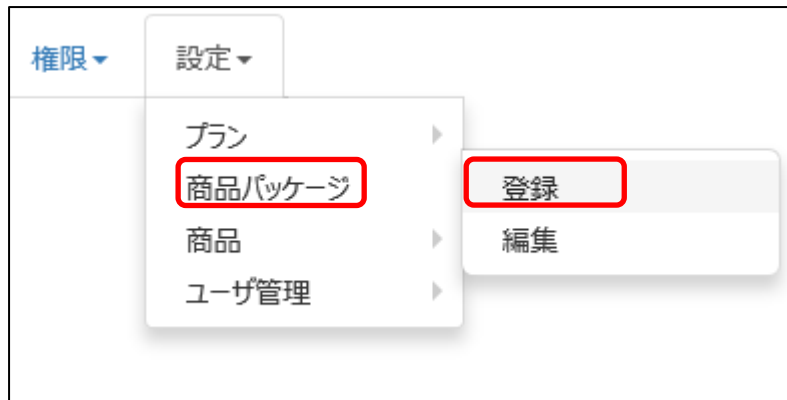 権限
設定
プラン
商品パッケージ
登録
商品
編集
ユーザ管理